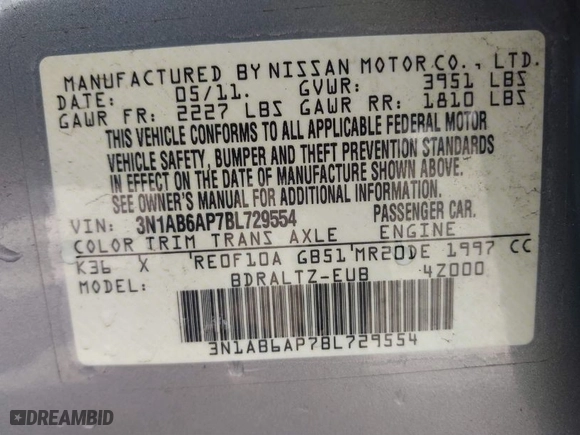 MANUFACTURED BY NISSAN MOTOR CO., LTD.
DATE: 05/11. GVWR: 3951 LBS
GAWR FR: 2227 LBS GAWR RR: 1810 LBS
THIS VEHICLE CONFORMS TO ALL APPLICABLE FEDERAL MOTOR
VEHICLE SAFETY, BUMPER AND THEFT PREVENTION STANDARDS
IN EFFECT ON THE DATE OF MANUFACTURE SHOWN ABOVE.
SEE OWNER'S MANUAL FOR ADDITIONAL INFORMATION.
VIN: 3N1AB6AP7BL729554 PASSENGER CAR.
COLOR TRIM TRANS AXLE ENGINE
K36 X RE0F10A GB51 MR20DE 1997 CC
MODEL: BDRALTZ-EUB 4Z000
3N1AB6AP7BL729554
DREAMBID